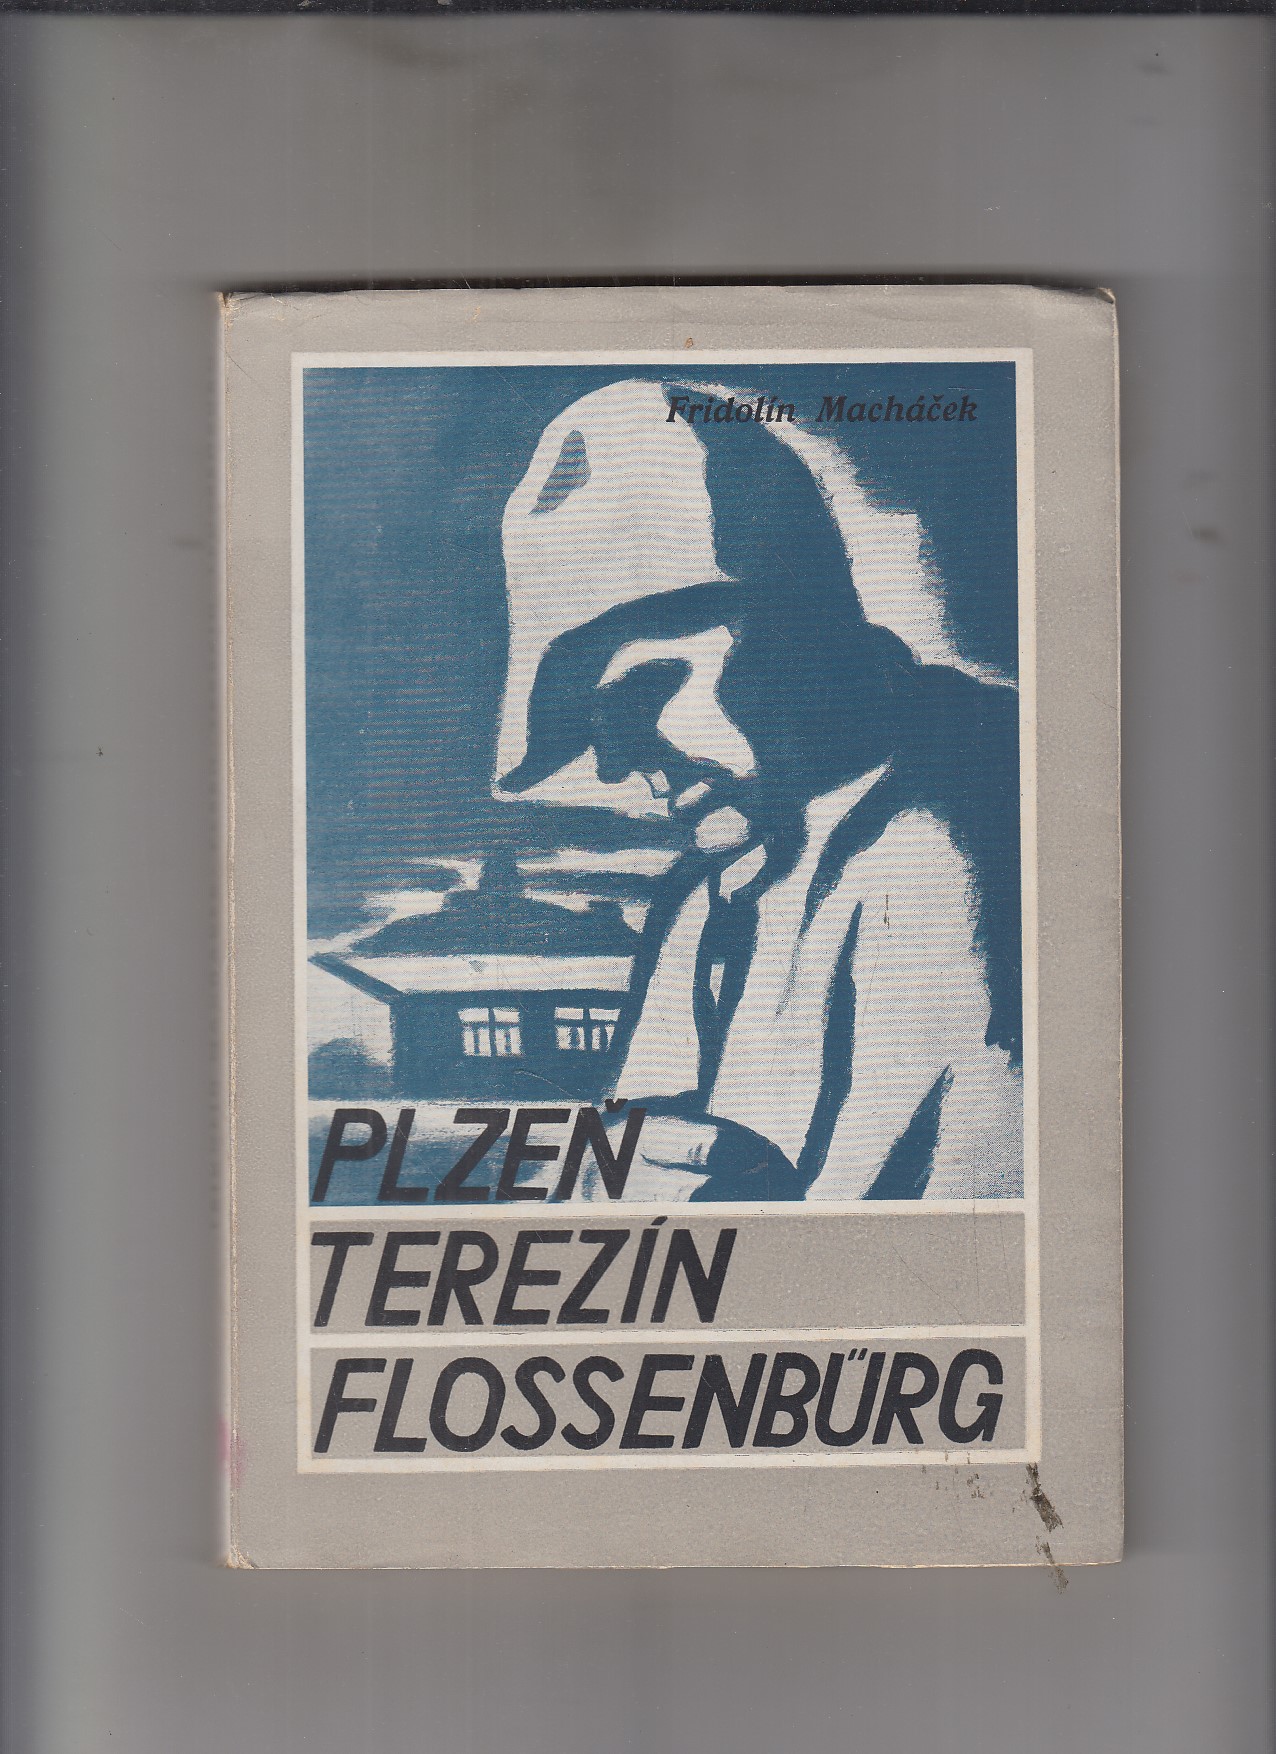 Fridolín Macháček
PLZEŇ
TEREZÍN
FLOSSENBÜRG